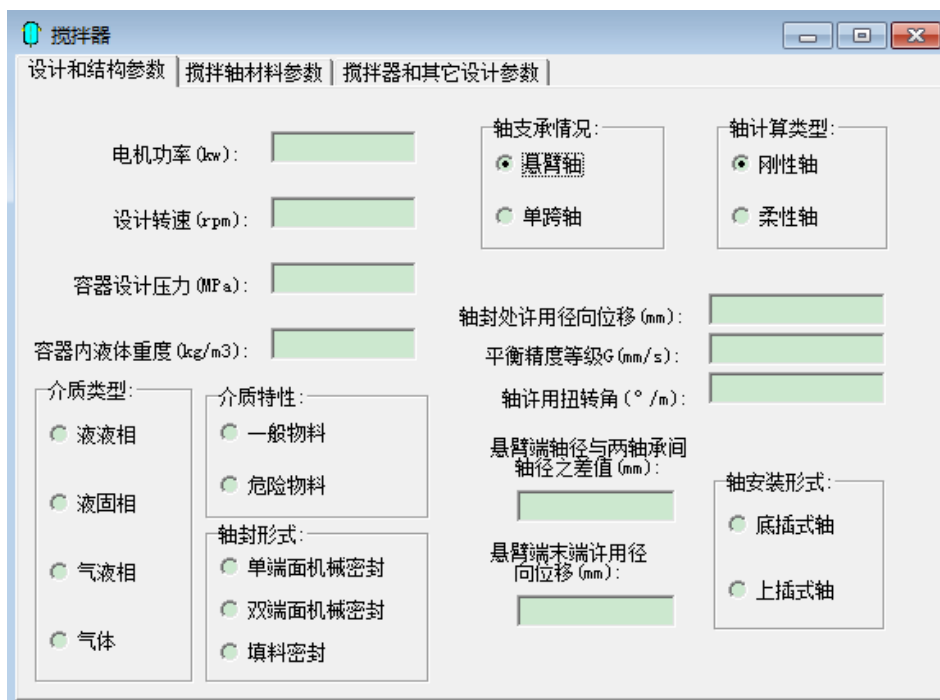 搅拌器
设计和结构参数 搅拌轴材料参数 搅拌器和其它设计参数
电机功率(kw):
设计转速(rpm):
容器设计压力(MPa):
容器内液体重度(kg/m3):
轴支承情况:
悬臂轴
单跨轴
轴计算类型:
刚性轴
柔性轴
轴封处许用径向位移(mm):
平衡精度等级G(mm/s):
轴许用扭转角(°/m):
介质类型:
液液相
液固相
气液相
气体
介质特性:
一般物料
危险物料
轴封形式:
单端面机械密封
双端面机械密封
填料密封
悬臂端轴径与两轴承间
轴径之差值(mm):
悬臂端末端许用径
向位移(mm):
轴安装形式:
底插式轴
上插式轴